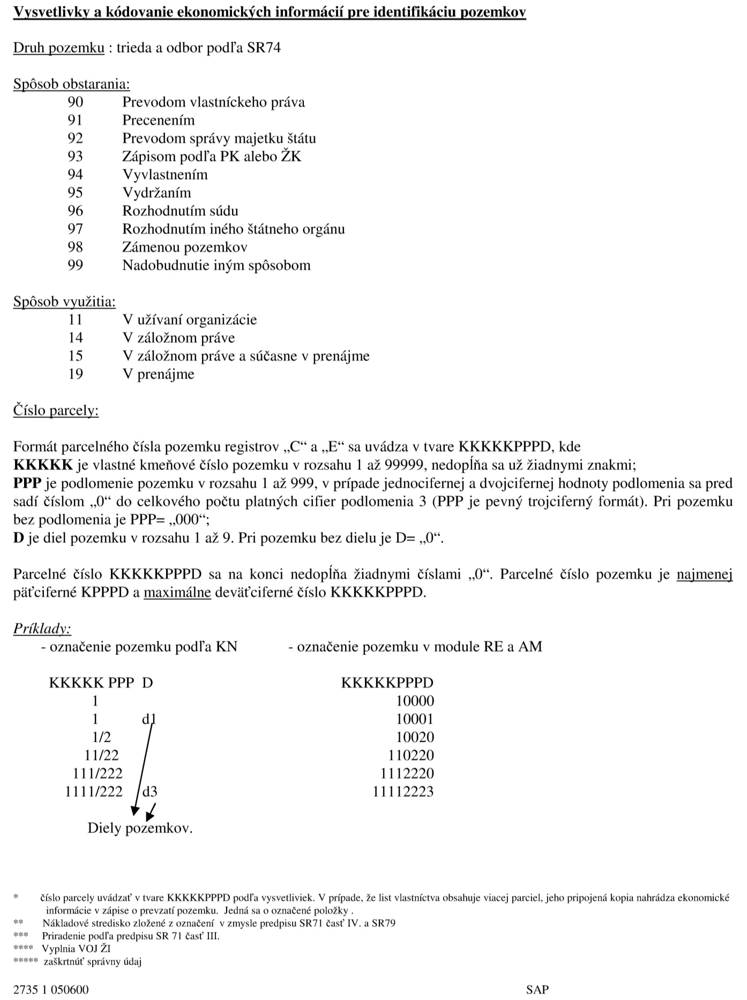 Vysvetlivky a kódovanie ekonomických informácií pre identifikáciu pozemkov
Druh pozemku : trieda a odbor podľa SR74
Spôsob obstarania:
90 Prevodom vlastníckeho práva
91 Precenením
92 Prevodom správy majetku štátu
93 Zápisom podľa PK alebo ŽK
94 Vyvlastnením
95 Vydržaním
96 Rozhodnutím súdu
97 Rozhodnutím iného štátneho orgánu
98 Zámenou pozemkov
99 Nadobudnutie iným spôsobom
Spôsob využitia:
11 V užívaní organizácie
14 V záložnom práve
15 V záložnom práve a súčasne v prenájme
19 V prenájme
Číslo parcely:
Formát parcelného čísla pozemku registrov „C“ a „E“ sa uvádza v tvare KKKKKPPPD, kde
KKKKK je vlastné kmeňové číslo pozemku v rozsahu 1 až 99999, nedopĺňa sa už žiadnymi znakmi;
PPP je podlomenie pozemku v rozsahu 1 až 999, v prípade jednocifernej a dvojcifernej hodnoty podlomenia sa pred
sadí číslom „0“ do celkového počtu platných cifier podlomenia 3 (PPP je pevný trojciferný formát). Pri pozemku
bez podlomenia je PPP= „000“;
D je diel pozemku v rozsahu 1 až 9. Pri pozemku bez dielu je D= „0“.
Parcelné číslo KKKKKPPPD sa na konci nedopĺňa žiadnymi číslami „0“. Parcelné číslo pozemku je najmenej
päťciferné KPPPD a maximálne deväťciferné číslo KKKKKPPPD.
Príklady:
- označenie pozemku podľa KN - označenie pozemku v module RE a AM
KKKKK PPP D KKKKKPPPD
1 10000
1 d1 10001
1/2 10020
11/22 110220
111/222 1112220
1111/222 d3 11112223
Diely pozemkov.
* číslo parcely uvádzať v tvare KKKKKPPPD podľa vysvetliviek. V prípade, že list vlastníctva obsahuje viacej parciel, jeho pripojená kopia nahrádza ekonomické
informácie v zápise o prevzatí pozemku. Jedná sa o označené položky .
** Nákladové stredisko zložené z označení v zmysle predpisu SR71 časť IV. a SR79
*** Priradenie podľa predpisu SR 71 časť III.
**** Vyplnia VOJ ŽI
***** zaškrtnúť správny údaj
2735 1 050600 SAP